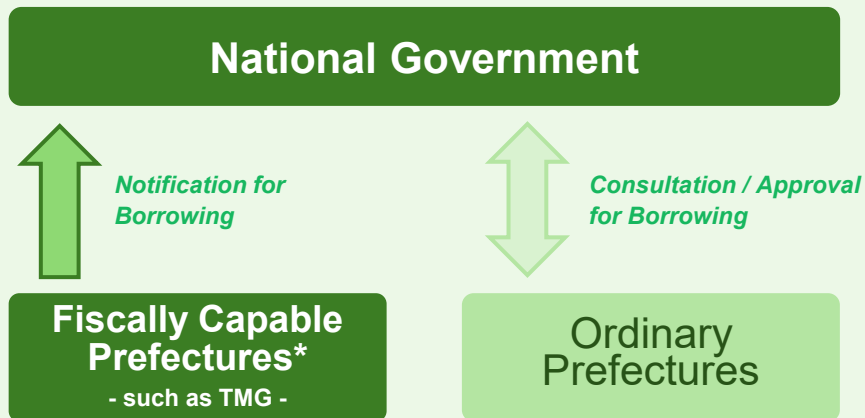 National Government
Notification for
Borrowing
Consultation / Approval
for Borrowing
Fiscally Capable
Prefectures*
- such as TMG -
Ordinary
Prefectures